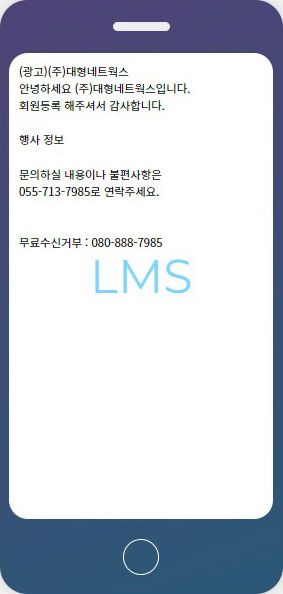 (광고)(주)대형네트웍스
안녕하세요 (주)대형네트웍스입니다.
회원등록 해주셔서 감사합니다.
행사 정보
문의하실 내용이나 불편사항은
055-713-7985로 연락주세요.
무료수신거부 : 080-888-7985
LMS